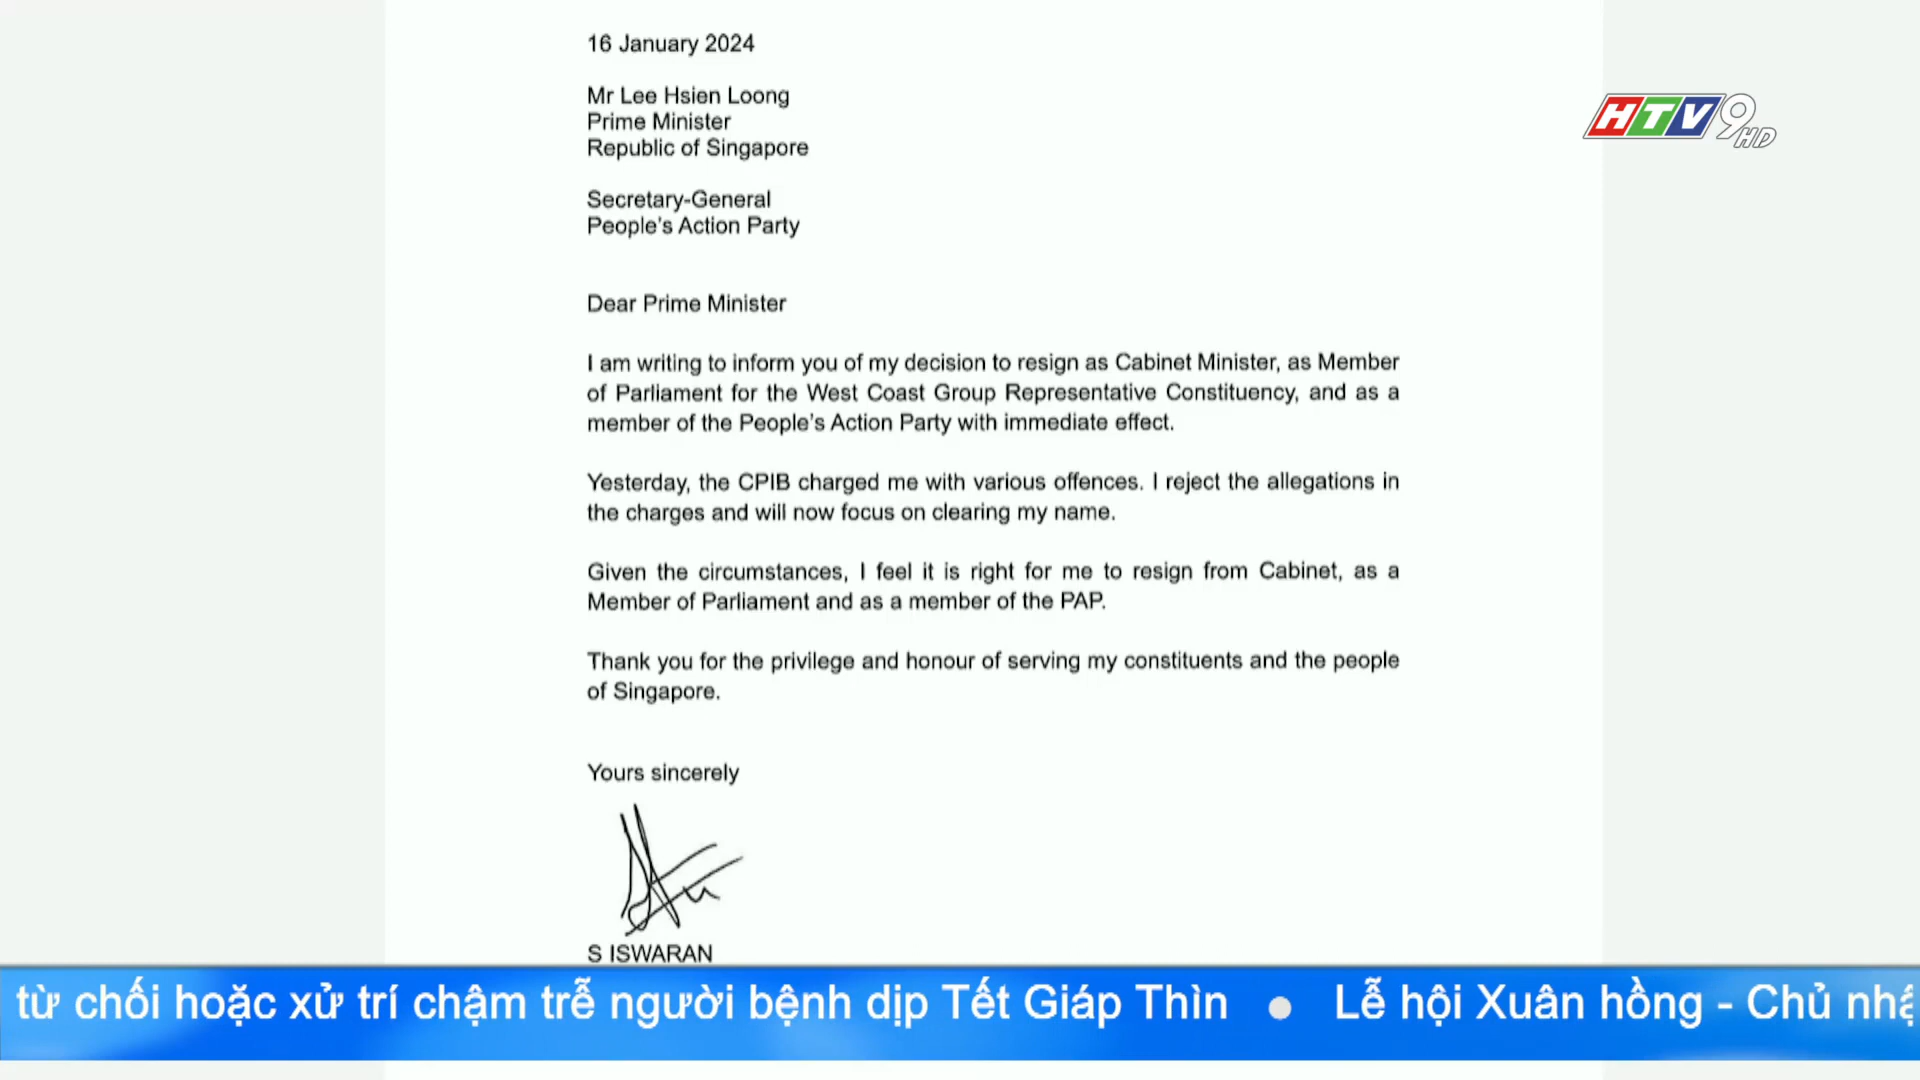 16 January 2024
Mr Lee Hsien Loong
Prime Minister
Republic of Singapore
Secretary-General
People's Action Party
Dear Prime Minister
I am writing to inform you of my decision to resign as Cabinet Minister, as Member
of Parliament for the West Coast Group Representative Constituency, and as a
member of the People's Action Party with immediate effect.
Yesterday, the CPIB charged me with various offences. I reject the allegations in
the charges and will now focus on clearing my name.
Given the circumstances, I feel it is right for me to resign from Cabinet, as a
Member of Parliament and as a member of the PAP.
Thank you for the privilege and honour of serving my constituents and the people
of Singapore.
Yours sincerely
S ISWARAN
HTV9 HD
từ chối hoặc xử trí chậm trễ người bệnh dịp Tết Giáp Thìn ● Lễ hội Xuân hồng - Chủ